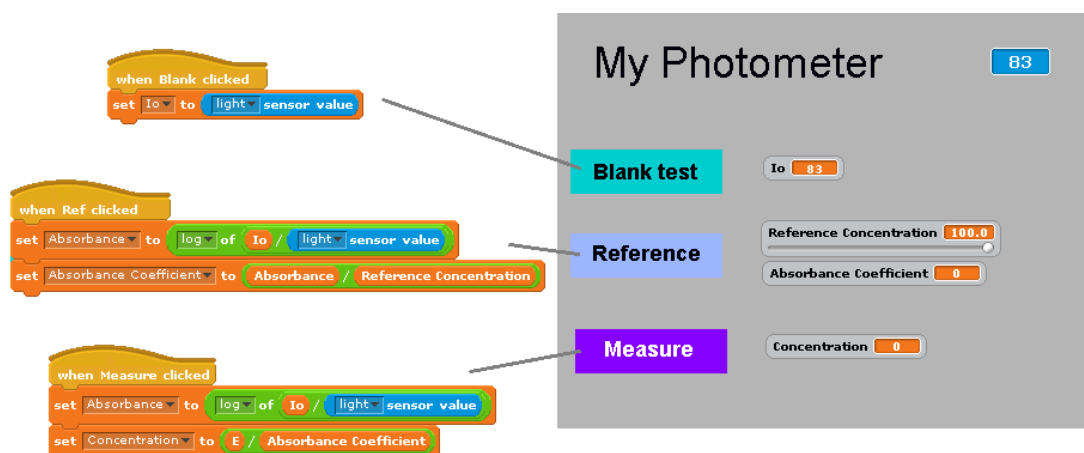 when Blank clicked
set Io to light sensor value
when Ref clicked
set Absorbance to log of Io / light sensor value
set Absorbance Coefficient to Absorbance / Reference Concentration
when Measure clicked
set Absorbance to log of Io / light sensor value
set Concentration to E / Absorbance Coefficient
My Photometer
83
Blank test
Io 83
Reference
Reference Concentration 100.0
Absorbance Coefficient 0
Measure
Concentration 0